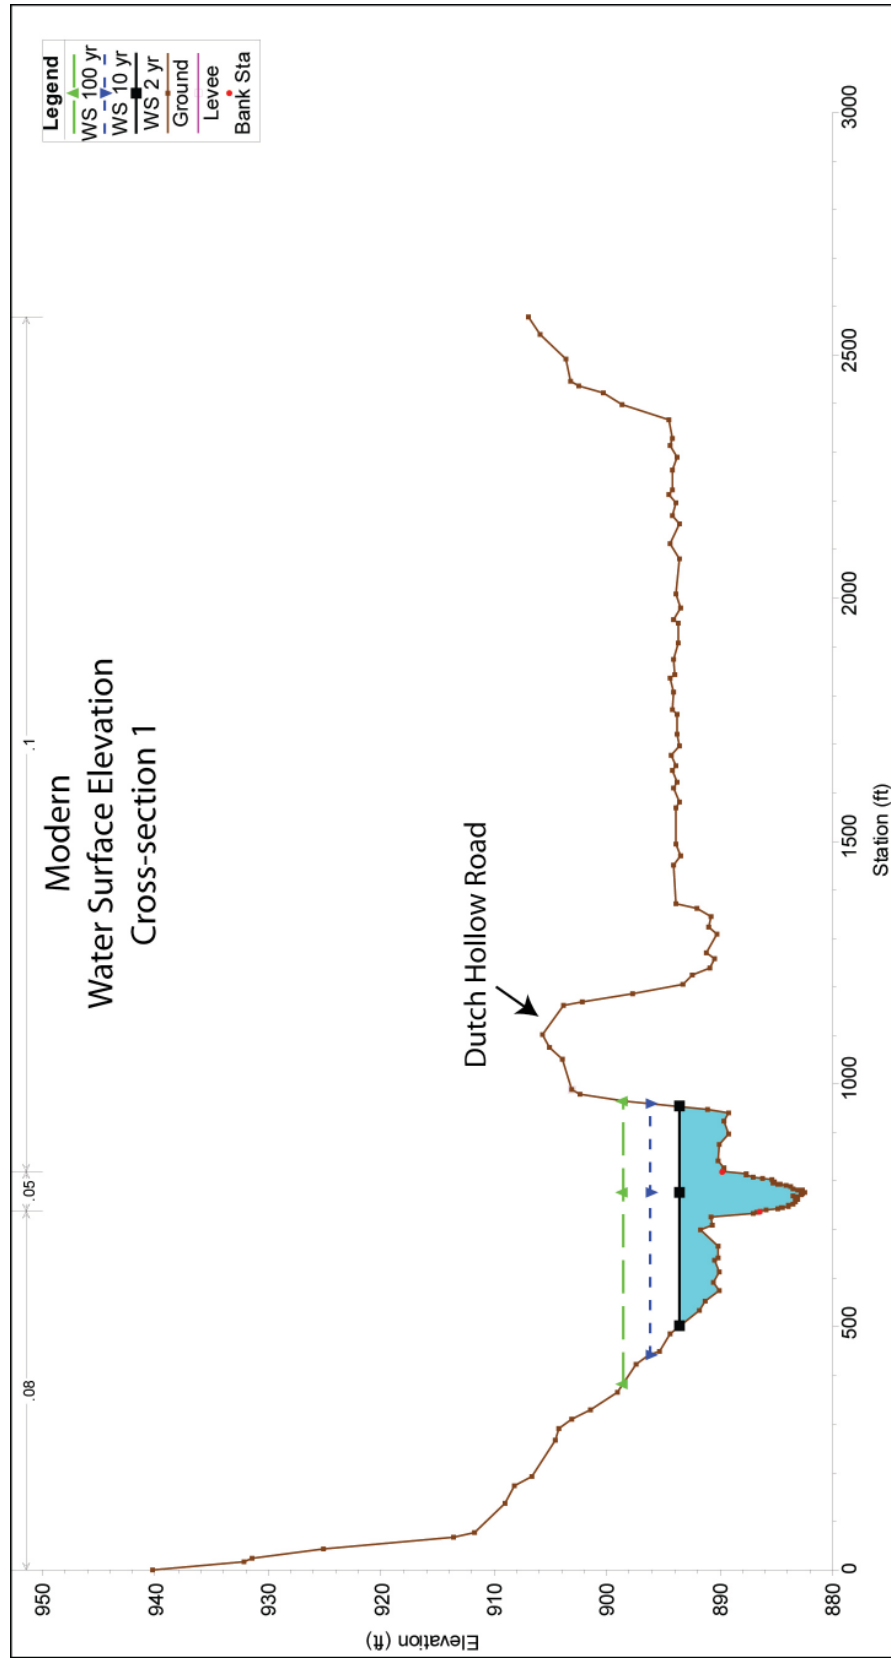 .08
.05
.1
Modern
Water Surface Elevation
Cross-section 1
Legend
WS 100 yr
WS 10 yr
WS 2 yr
Ground
Levee
Bank Sta
Dutch Hollow Road
950
940
930
920
910
900
890
880
Elevation (ft)
0
500
1000
1500
2000
2500
3000
Station (ft)